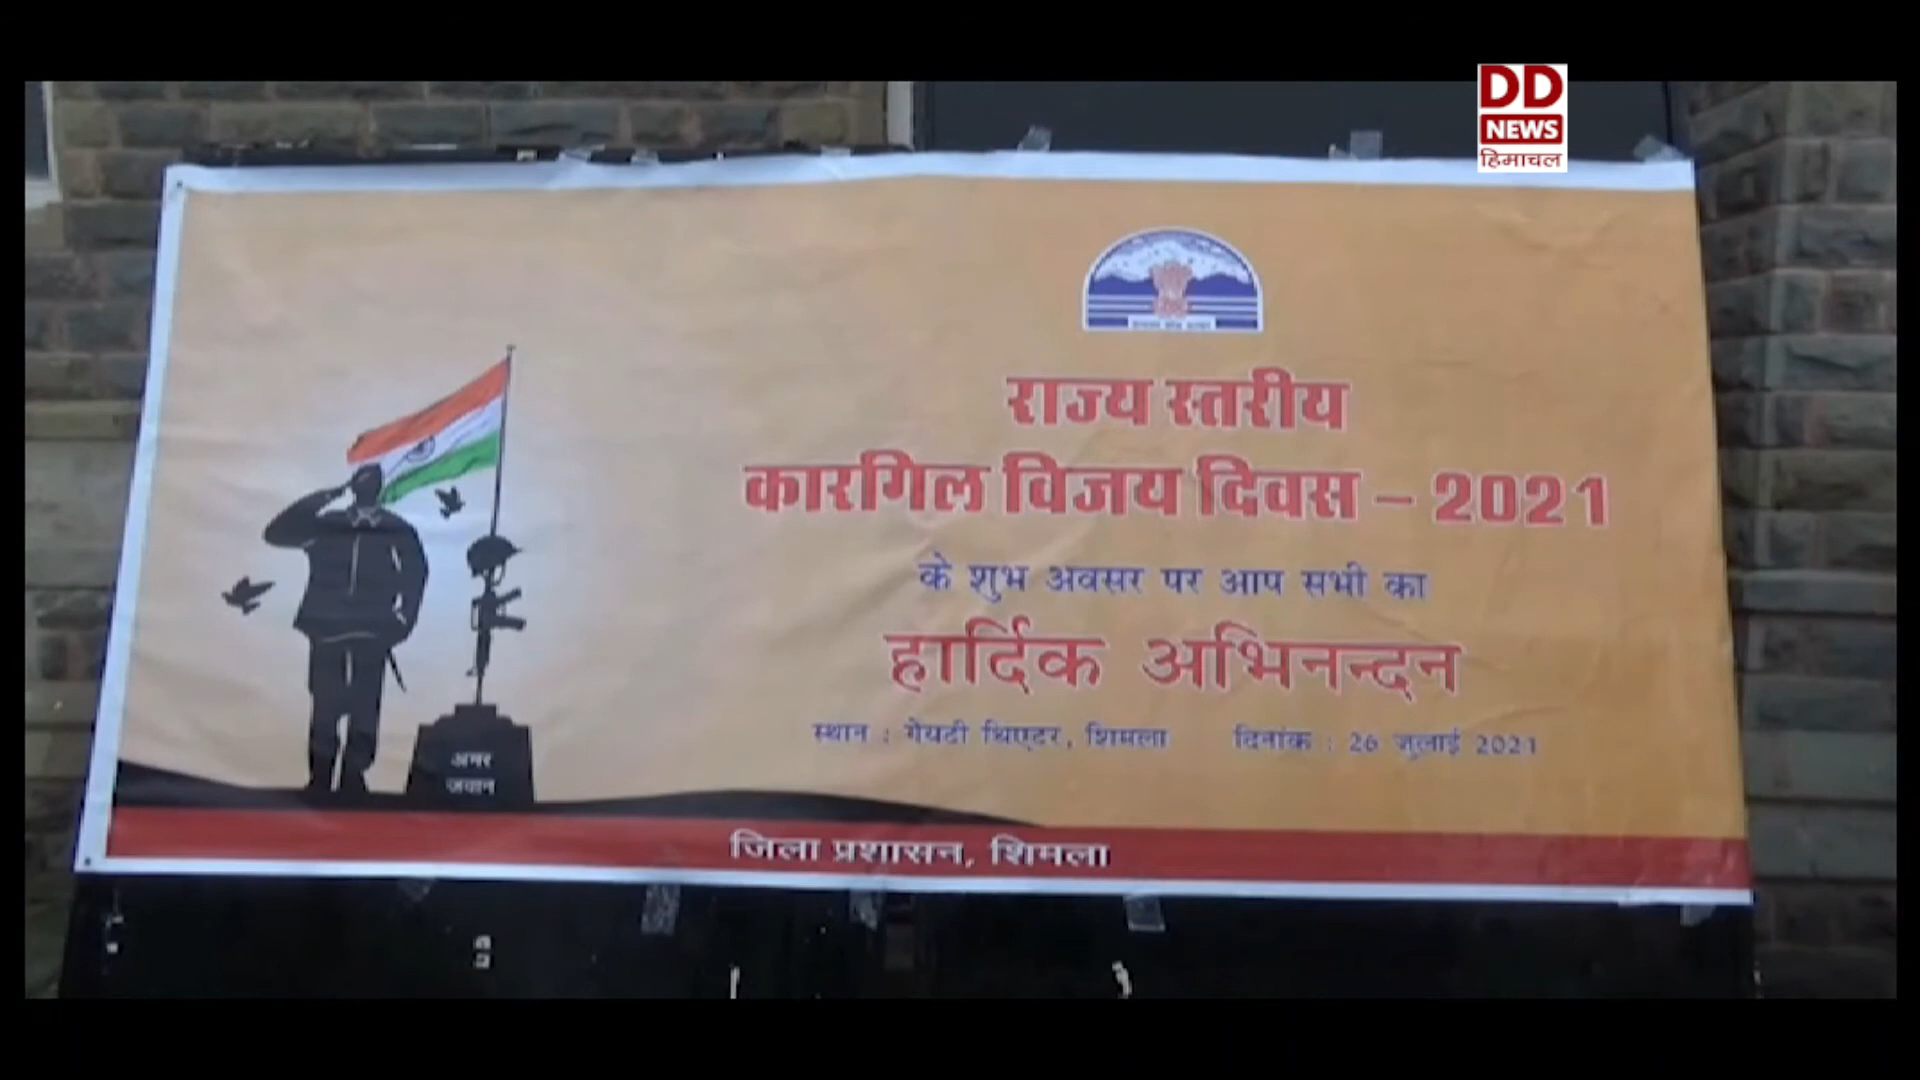 DD
NEWS
हिमाचल
राज्य स्तरीय
कारगिल विजय दिवस – 2021
के शुभ अवसर पर आप सभी का
हार्दिक अभिनन्दन
स्थान : गेयटी थिएटर, शिमला दिनांक : 26 जुलाई 2021
अमर
जवान
जिला प्रशासन, शिमला